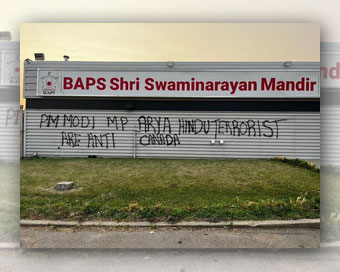 BAPS
BAPS Shri Swaminarayan Mandir
PM MODI MP ARYA HINDU TERRORIST
ARE ANTI CANADA